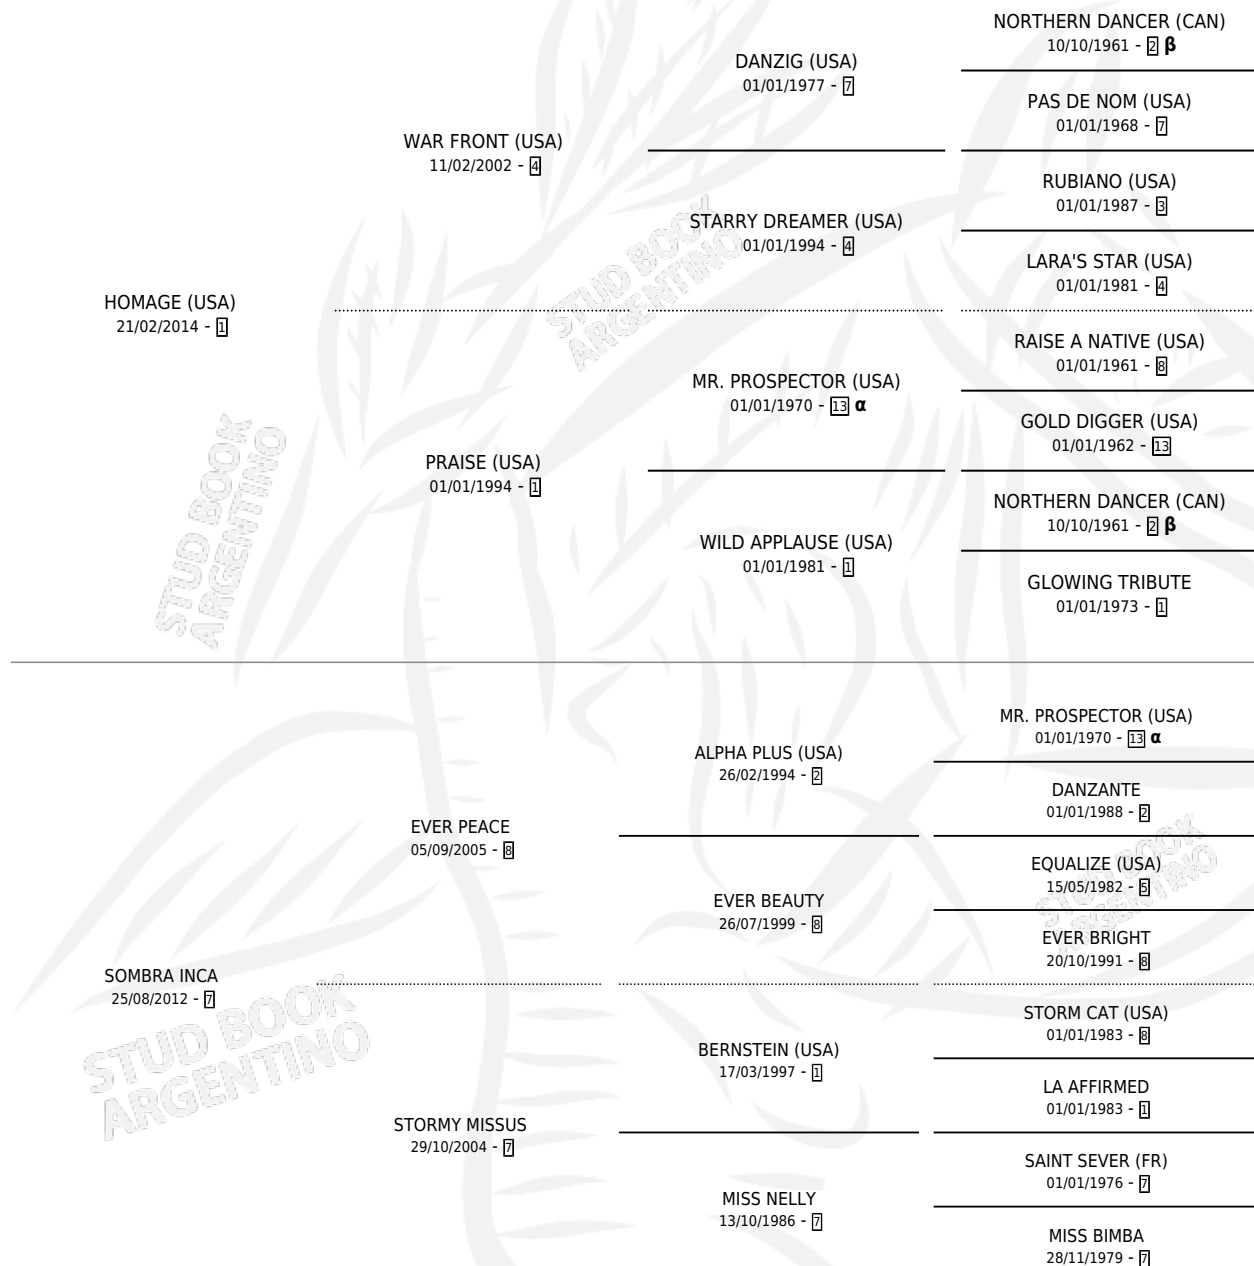 NORTHERN DANCER (CAN)
10/10/1961 - 2 β
DANZIG (USA)
01/01/1977 - 7
PAS DE NOM (USA)
01/01/1968 - 7
WAR FRONT (USA)
11/02/2002 - 4
RUBIANO (USA)
01/01/1987 - 3
STARRY DREAMER (USA)
01/01/1994 - 4
LARA'S STAR (USA)
01/01/1981 - 4
HOMAGE (USA)
21/02/2014 - 1
RAISE A NATIVE (USA)
01/01/1961 - 8
MR. PROSPECTOR (USA)
01/01/1970 - 13 α
GOLD DIGGER (USA)
01/01/1962 - 13
PRAISE (USA)
01/01/1994 - 1
NORTHERN DANCER (CAN)
10/10/1961 - 2 β
WILD APPLAUSE (USA)
01/01/1981 - 1
GLOWING TRIBUTE
01/01/1973 - 1
MR. PROSPECTOR (USA)
01/01/1970 - 13 α
ALPHA PLUS (USA)
26/02/1994 - 2
DANZANTE
01/01/1988 - 2
EVER PEACE
05/09/2005 - 8
EQUALIZE (USA)
15/05/1982 - 5
EVER BEAUTY
26/07/1999 - 8
EVER BRIGHT
20/10/1991 - 8
SOMBRA INCA
25/08/2012 - 7
STORM CAT (USA)
01/01/1983 - 8
BERNSTEIN (USA)
17/03/1997 - 1
LA AFFIRMED
01/01/1983 - 1
STORMY MISSUS
29/10/2004 - 7
SAINT SEVER (FR)
01/01/1976 - 7
MISS NELLY
13/10/1986 - 7
MISS BIMBA
28/11/1979 - 7
STUD BOOK
ARGENTINO
STUD BOOK
ARGENTINO
STUD BOOK
ARGENTINO
STUD BOOK
ARGENTINO